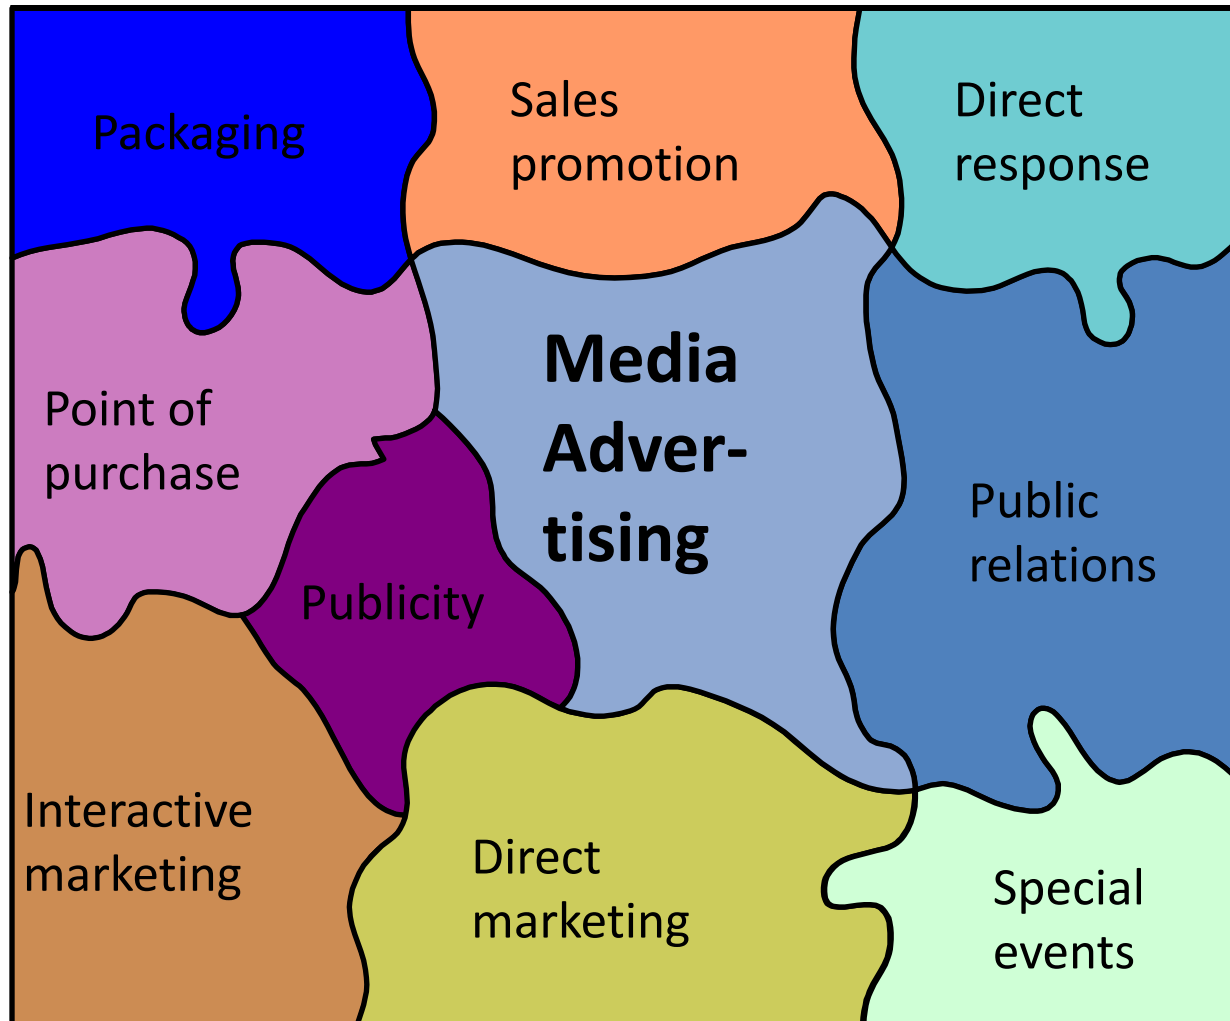 Packaging
Sales
promotion
Direct
response
Point of
purchase
Media
Adver-
tising
Public
relations
Publicity
Interactive
marketing
Direct
marketing
Special
events